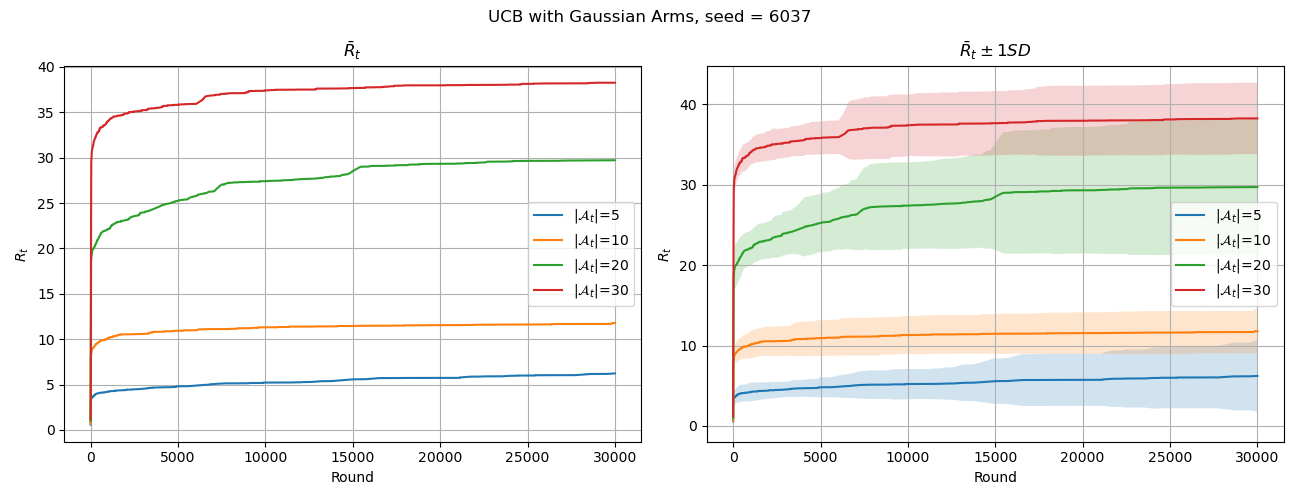 UCB with Gaussian Arms, seed = 6037
R̄ₜ
40
35
30
25
20
15
10
5
0
Rₜ
0 5000 10000 15000 20000 25000 30000
Round
|𝒜ₜ|=5
|𝒜ₜ|=10
|𝒜ₜ|=20
|𝒜ₜ|=30
R̄ₜ ± 1SD
40
30
20
10
0
Rₜ
0 5000 10000 15000 20000 25000 30000
Round
|𝒜ₜ|=5
|𝒜ₜ|=10
|𝒜ₜ|=20
|𝒜ₜ|=30